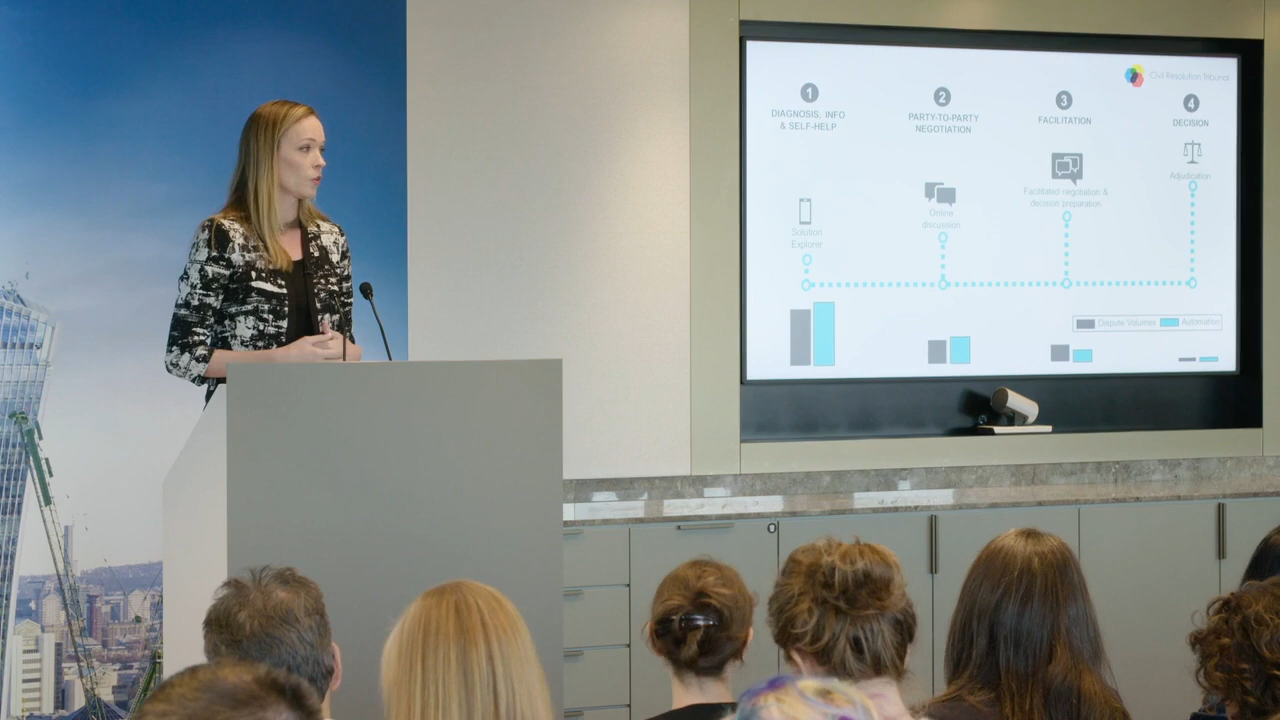 Civil Resolution Tribunal
1
DIAGNOSIS, INFO
& SELF-HELP
2
PARTY-TO-PARTY
NEGOTIATION
3
FACILITATION
4
DECISION
Solution
Explorer
Online
discussion
Facilitated negotiation &
decision preparation
Adjudication
Dispute Volumes
Automation